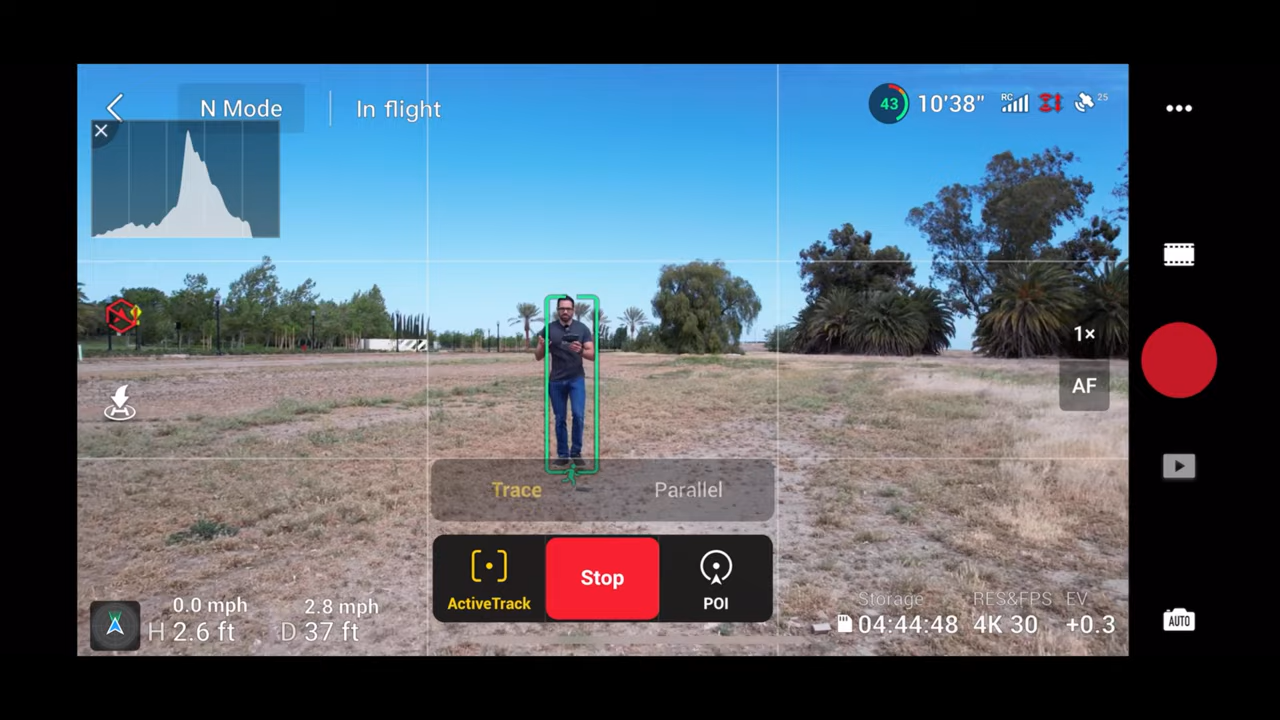 N Mode
In flight
43
10'38"
RC
25
1×
AF
Trace
Parallel
ActiveTrack
Stop
POI
0.0 mph
2.8 mph
H 2.6 ft
D 37 ft
Storage
RES&FPS
EV
04:44:48
4K 30
+0.3
AUTO